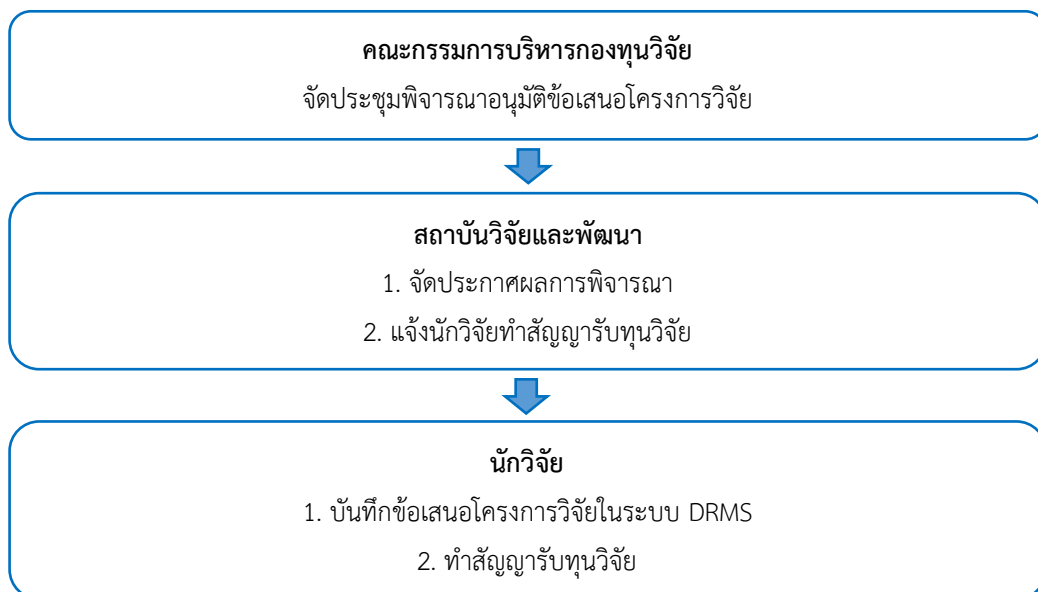 คณะกรรมการบริหารกองทุนวิจัย
จัดประชุมพิจารณาอนุมัติข้อเสนอโครงการวิจัย
สถาบันวิจัยและพัฒนา
1. จัดประกาศผลการพิจารณา
2. แจ้งนักวิจัยทำสัญญารับทุนวิจัย
นักวิจัย
1. บันทึกข้อเสนอโครงการวิจัยในระบบ DRMS
2. ทำสัญญารับทุนวิจัย